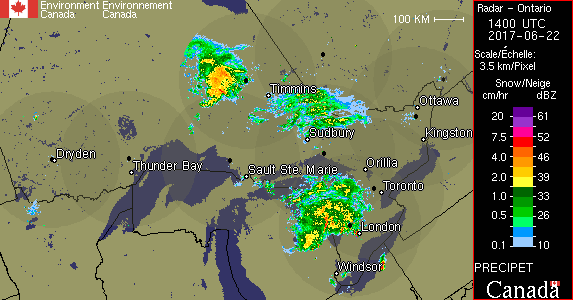 Environment Environnement
Canada Canada
100 KM
Radar - Ontario
1400 UTC
2017-06-22
Scale/Échelle:
3.5 km/Pixel
Snow/Neige
cm/hr dBZ
20 61
7.5 57
5.0 52
4.0 46
2.0 39
1.0 33
0.5 26
0.1 10
PRECIPET
Canada
Timmins
Ottawa
Sudbury
Kingston
Dryden
Thunder Bay
Sault Ste. Marie
Orillia
Toronto
London
Windsor